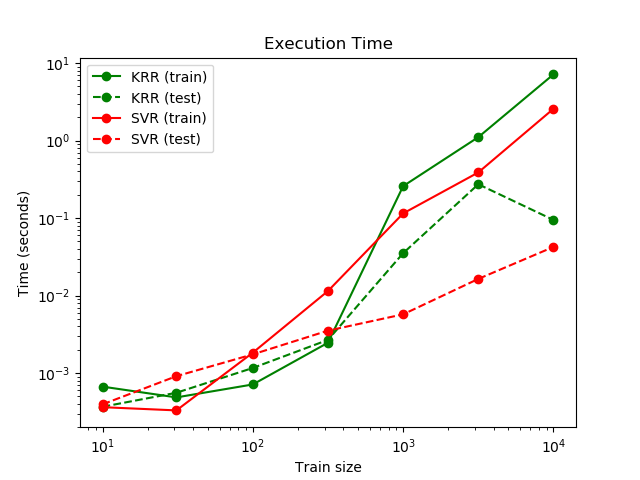 Execution Time
KRR (train)
KRR (test)
SVR (train)
SVR (test)
10¹
10⁰
10⁻¹
10⁻²
10⁻³
Time (seconds)
10¹ 10² 10³ 10⁴
Train size